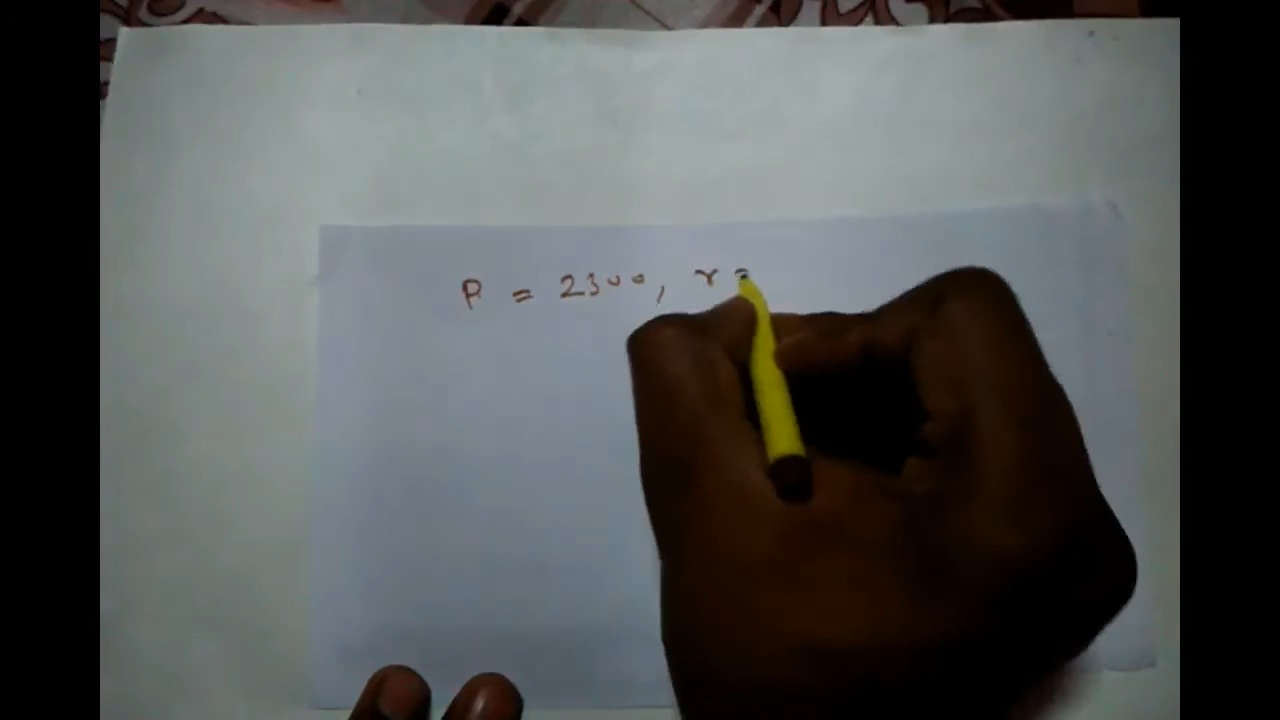 P = 2300, r =